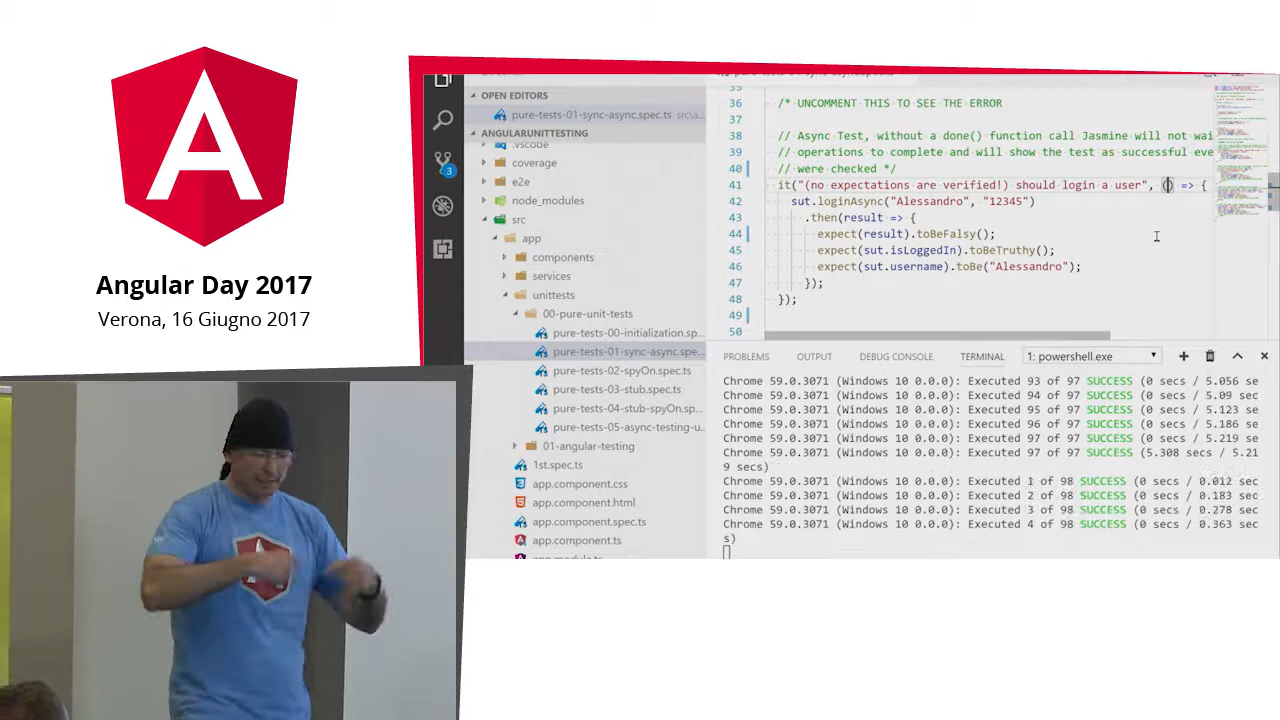 A
Angular Day 2017
Verona, 16 Giugno 2017
OPEN EDITORS
pure-tests-01-sync-async.spec.ts src\a...
ANGULARUNITTESTING
.vscode
coverage
e2e
node_modules
src
app
components
services
unittests
00-pure-unit-tests
pure-tests-00-initialization.sp...
pure-tests-01-sync-async.spe...
pure-tests-02-spyOn.spec.ts
pure-tests-03-stub.spec.ts
pure-tests-04-stub-spyOn.sp...
pure-tests-05-async-testing-u...
01-angular-testing
1st.spec.ts
app.component.css
app.component.html
app.component.spec.ts
app.component.ts
3
35
36 /* UNCOMMENT THIS TO SEE THE ERROR
37
38 // Async Test, without a done() function call Jasmine will not wai
39 // operations to complete and will show the test as successful eve
40 // were checked */
41 it("(no expectations are verified!) should login a user", () => {
42 sut.loginAsync("Alessandro", "12345")
43 .then(result => {
44 expect(result).toBeFalsy();
45 expect(sut.isLoggedIn).toBeTruthy();
46 expect(sut.username).toBe("Alessandro");
47 });
48 });
49
50
PROBLEMS OUTPUT DEBUG CONSOLE TERMINAL 1: powershell.exe
Chrome 59.0.3071 (Windows 10 0.0.0): Executed 93 of 97 SUCCESS (0 secs / 5.056 se
Chrome 59.0.3071 (Windows 10 0.0.0): Executed 94 of 97 SUCCESS (0 secs / 5.09 sec
Chrome 59.0.3071 (Windows 10 0.0.0): Executed 95 of 97 SUCCESS (0 secs / 5.123 se
Chrome 59.0.3071 (Windows 10 0.0.0): Executed 96 of 97 SUCCESS (0 secs / 5.186 se
Chrome 59.0.3071 (Windows 10 0.0.0): Executed 97 of 97 SUCCESS (0 secs / 5.219 se
Chrome 59.0.3071 (Windows 10 0.0.0): Executed 97 of 97 SUCCESS (5.308 secs / 5.21
9 secs)
Chrome 59.0.3071 (Windows 10 0.0.0): Executed 1 of 98 SUCCESS (0 secs / 0.012 sec
Chrome 59.0.3071 (Windows 10 0.0.0): Executed 2 of 98 SUCCESS (0 secs / 0.183 sec
Chrome 59.0.3071 (Windows 10 0.0.0): Executed 3 of 98 SUCCESS (0 secs / 0.278 sec
Chrome 59.0.3071 (Windows 10 0.0.0): Executed 4 of 98 SUCCESS (0 secs / 0.363 sec
s)